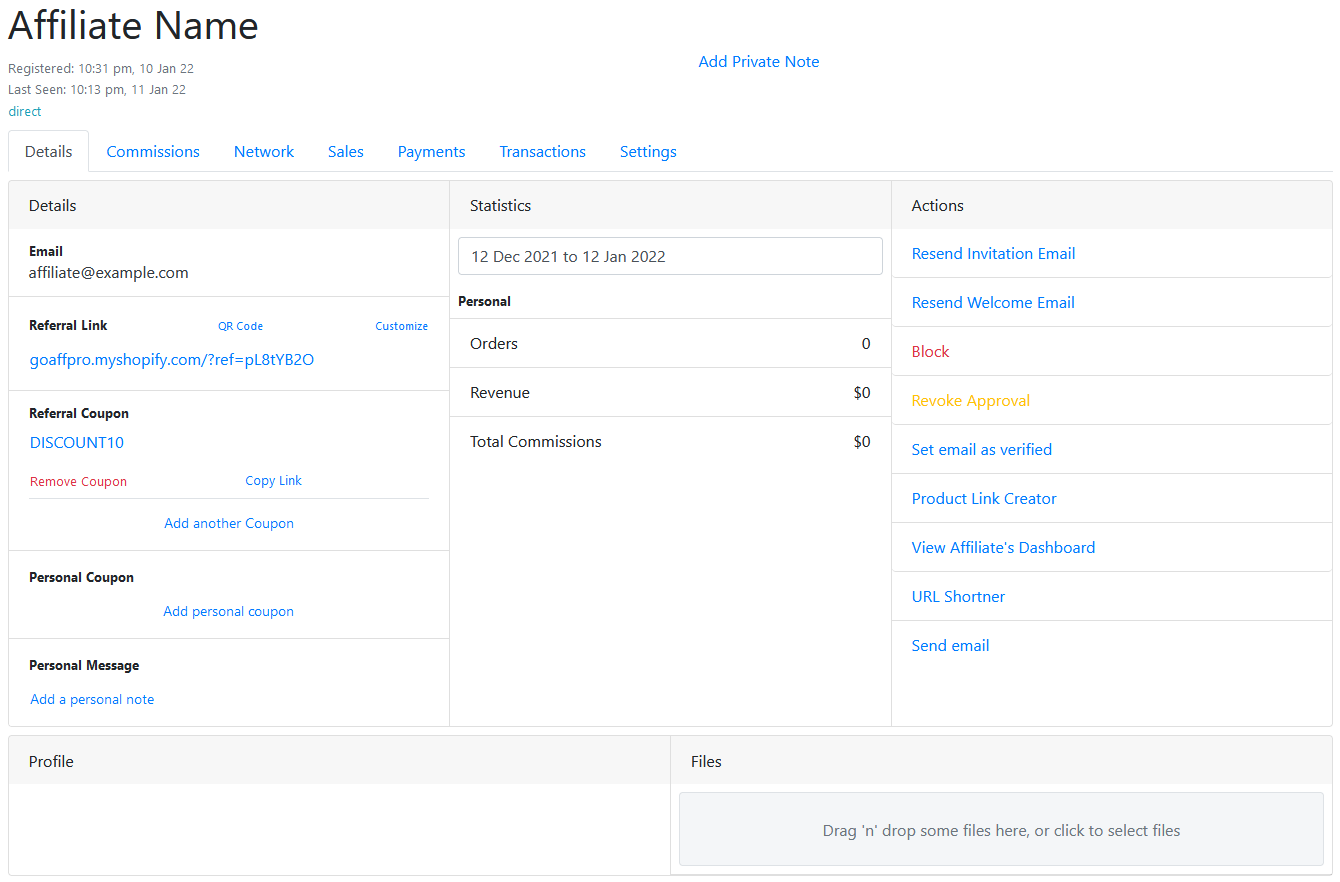 Affiliate Name
Registered: 10:31 pm, 10 Jan 22
Last Seen: 10:13 pm, 11 Jan 22
direct
Add Private Note
Details Commissions Network Sales Payments Transactions Settings
Details
Email
affiliate@example.com
Referral Link QR Code Customize
goaffpro.myshopify.com/?ref=pL8tYB2O
Referral Coupon
DISCOUNT10
Remove Coupon Copy Link
Add another Coupon
Personal Coupon
Add personal coupon
Personal Message
Add a personal note
Statistics
12 Dec 2021 to 12 Jan 2022
Personal
Orders 0
Revenue $0
Total Commissions $0
Actions
Resend Invitation Email
Resend Welcome Email
Block
Revoke Approval
Set email as verified
Product Link Creator
View Affiliate's Dashboard
URL Shortner
Send email
Profile
Files
Drag 'n' drop some files here, or click to select files